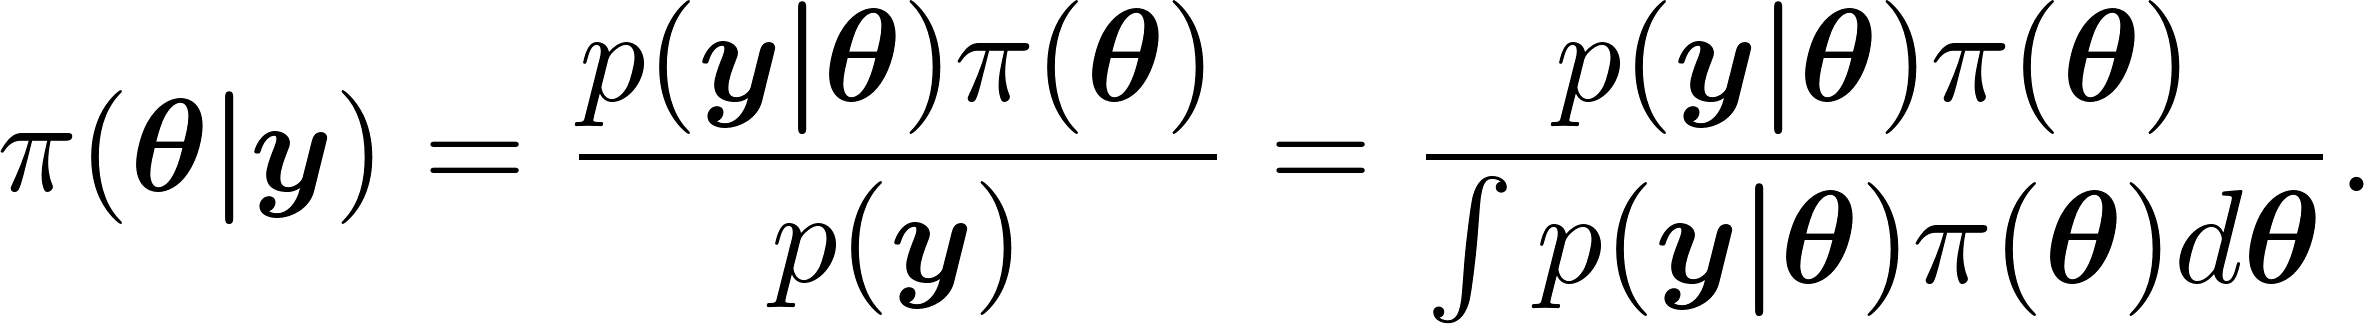 π(θ|y) = p(y|θ)π(θ) / p(y) = p(y|θ)π(θ) / ∫ p(y|θ)π(θ)dθ.